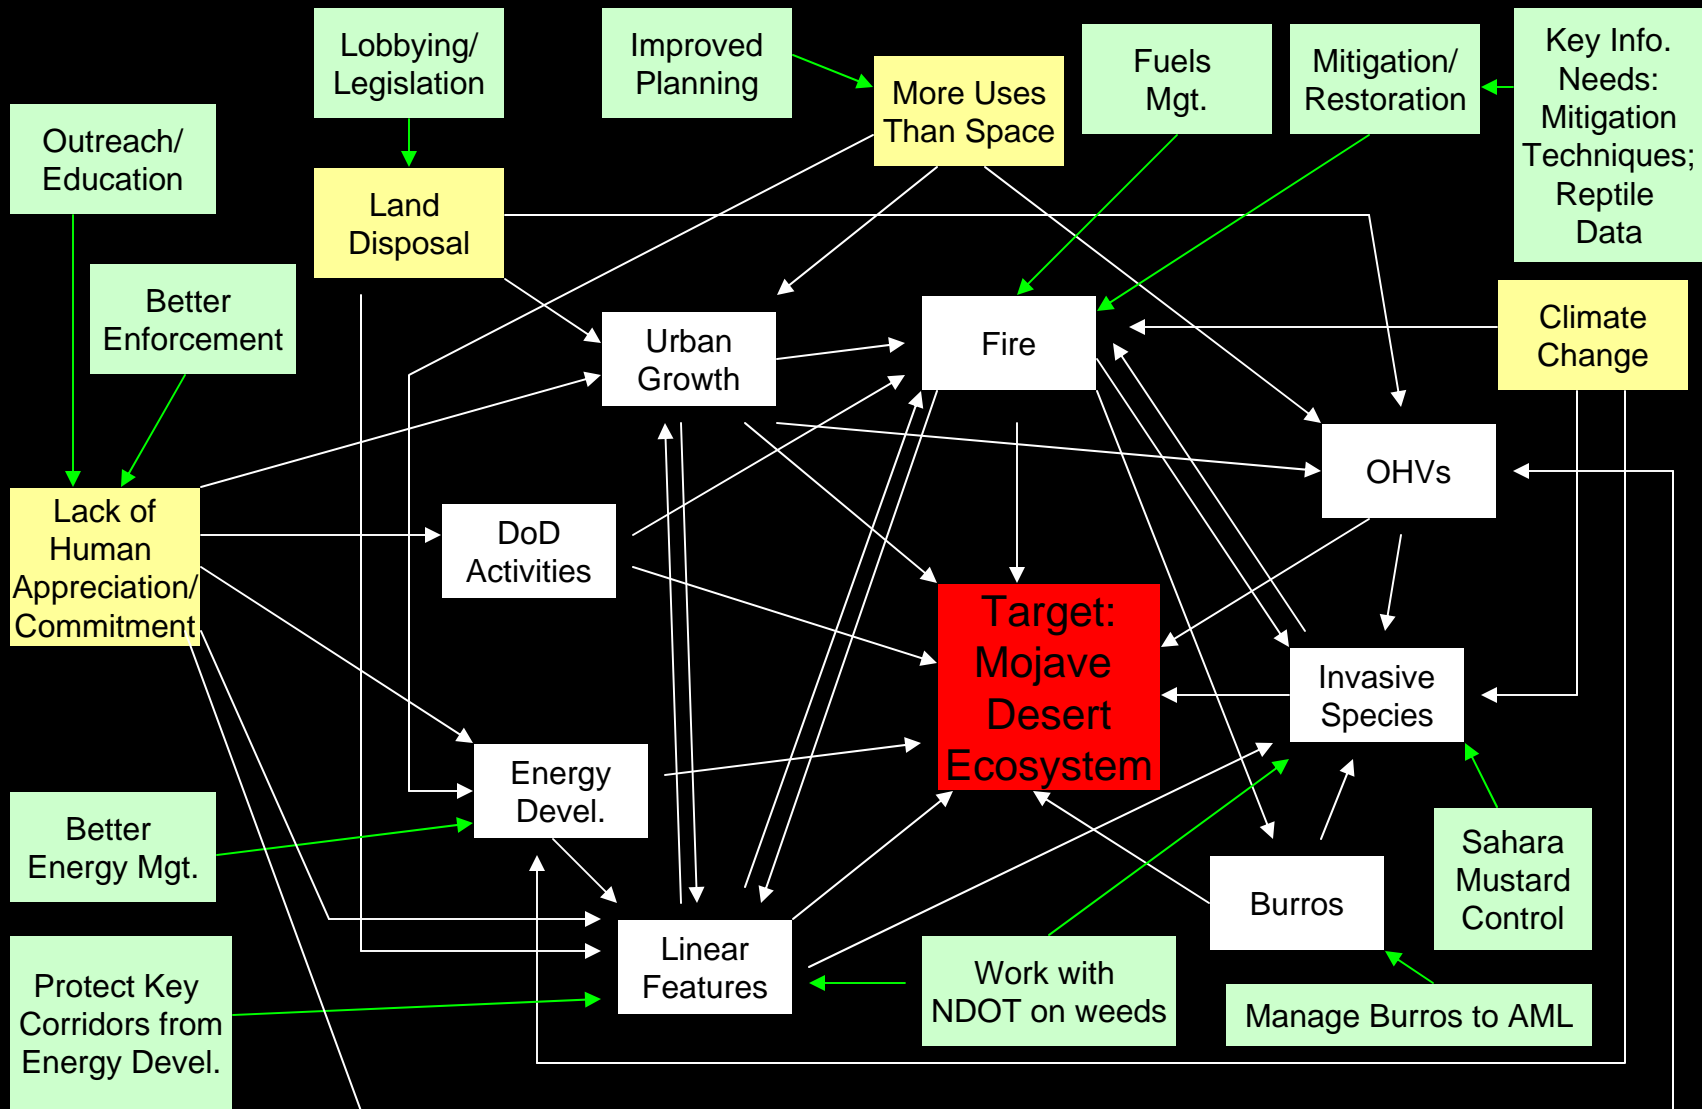 Lobbying/
Legislation
Improved
Planning
More Uses
Than Space
Fuels
Mgt.
Mitigation/
Restoration
Key Info.
Needs:
Mitigation
Techniques;
Reptile
Data
Outreach/
Education
Land
Disposal
Better
Enforcement
Urban
Growth
Fire
Climate
Change
OHVs
Lack of
Human
Appreciation/
Commitment
DoD
Activities
Target:
Mojave
Desert
Ecosystem
Invasive
Species
Energy
Devel.
Better
Energy Mgt.
Sahara
Mustard
Control
Burros
Linear
Features
Work with
NDOT on weeds
Protect Key
Corridors from
Energy Devel.
Manage Burros to AML